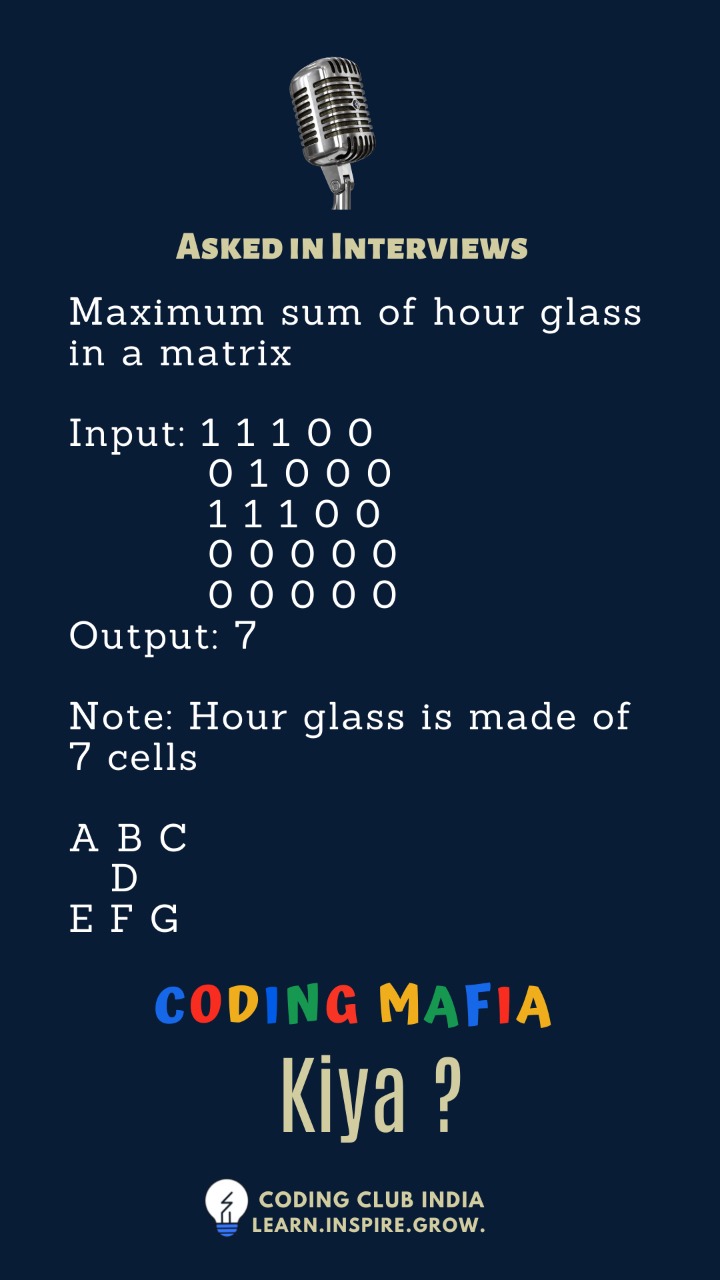 Asked in Interviews
Maximum sum of hour glass
in a matrix
Input: 1 1 1 0 0
0 1 0 0 0
1 1 1 0 0
0 0 0 0 0
0 0 0 0 0
Output: 7
Note: Hour glass is made of
7 cells
A B C
D
E F G
CODING MAFIA
Kiya ?
CODING CLUB INDIA
LEARN.INSPIRE.GROW.